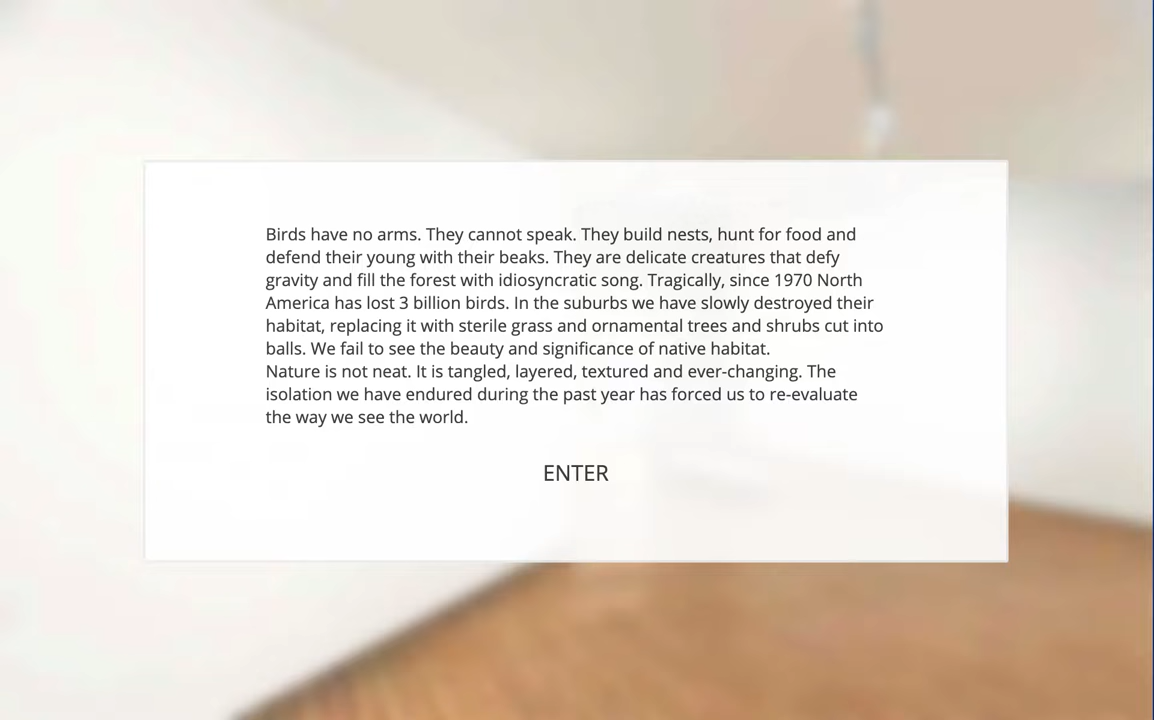 Birds have no arms. They cannot speak. They build nests, hunt for food and
defend their young with their beaks. They are delicate creatures that defy
gravity and fill the forest with idiosyncratic song. Tragically, since 1970 North
America has lost 3 billion birds. In the suburbs we have slowly destroyed their
habitat, replacing it with sterile grass and ornamental trees and shrubs cut into
balls. We fail to see the beauty and significance of native habitat.
Nature is not neat. It is tangled, layered, textured and ever-changing. The
isolation we have endured during the past year has forced us to re-evaluate
the way we see the world.
ENTER